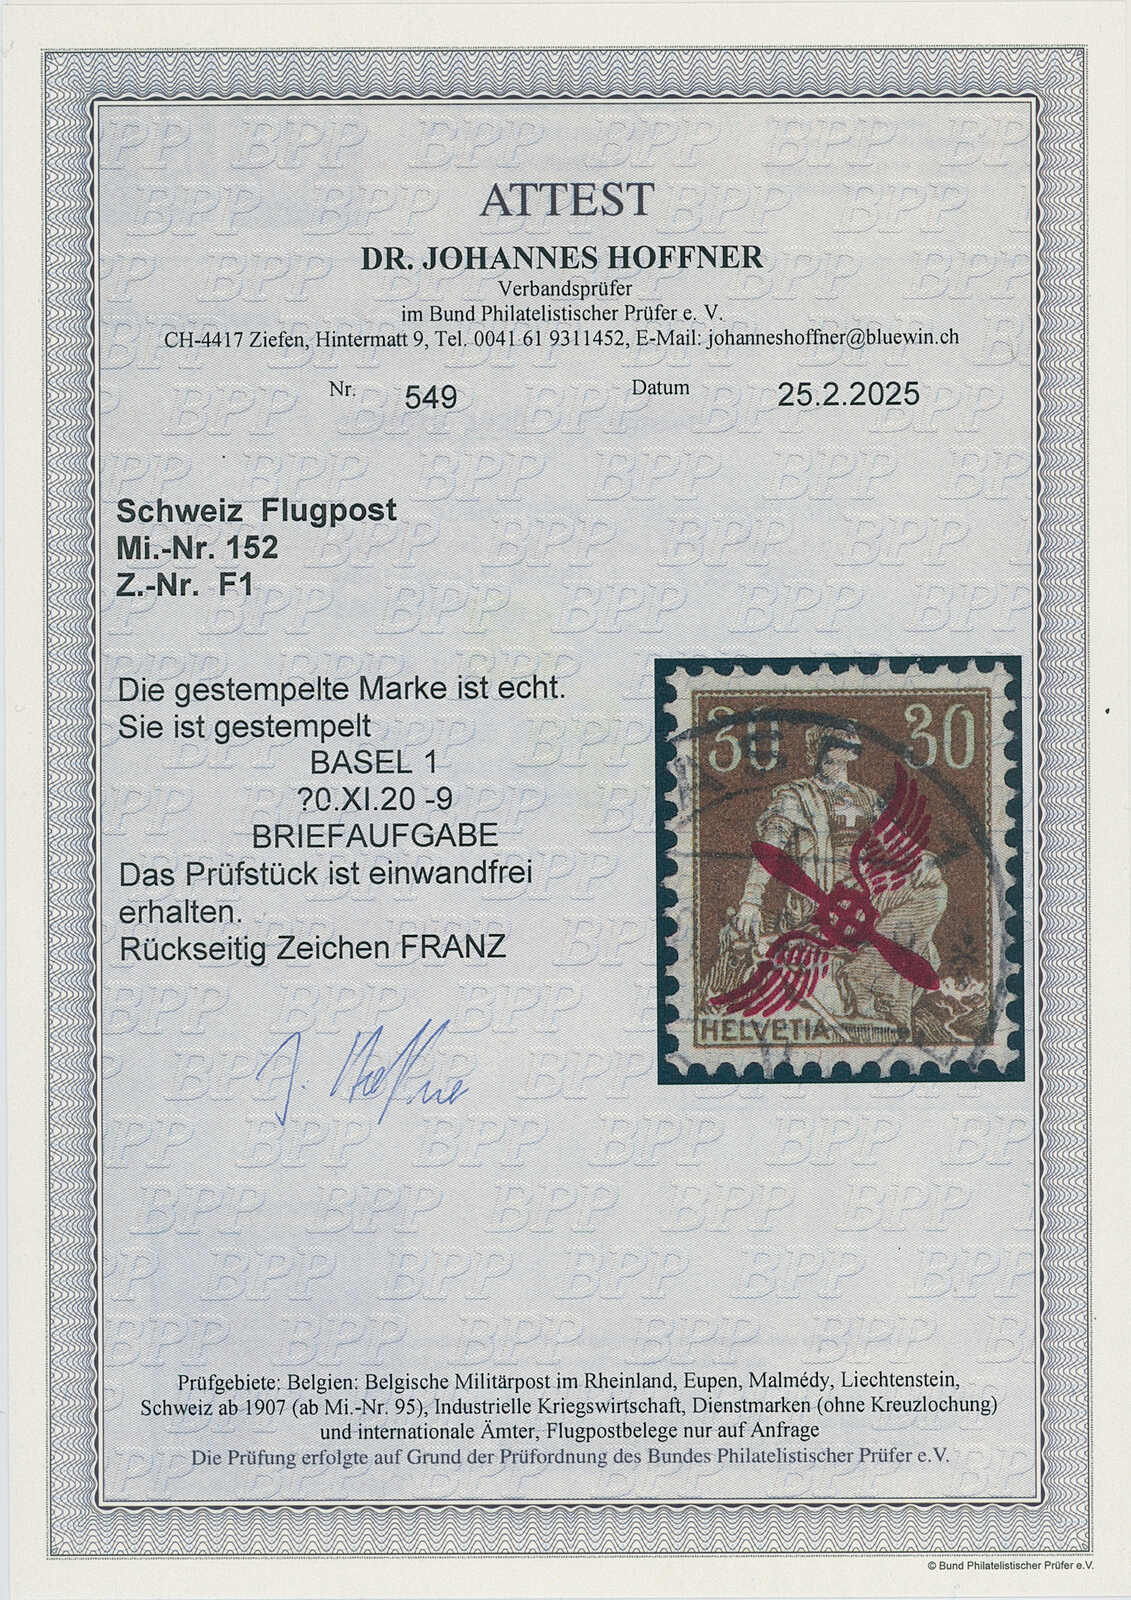 ATTEST
DR. JOHANNES HOFFNER
Verbandsprüfer
im Bund Philatelistischer Prüfer e. V.
CH-4417 Ziefen, Hintermatt 9, Tel. 0041 61 9311452, E-Mail: johanneshoffner@bluewin.ch
Nr. 549 Datum 25.2.2025
Schweiz Flugpost
Mi.-Nr. 152
Z.-Nr. F1
Die gestempelte Marke ist echt.
Sie ist gestempelt
BASEL 1
?0.XI.20 -9
BRIEFAUFGABE
Das Prüfstück ist einwandfrei
erhalten.
Rückseitig Zeichen FRANZ
J. Hoffner
30 30
HELVETIA
Prüfgebiete: Belgien: Belgische Militärpost im Rheinland, Eupen, Malmédy, Liechtenstein,
Schweiz ab 1907 (ab Mi.-Nr. 95), Industrielle Kriegswirtschaft, Dienstmarken (ohne Kreuzlochung)
und internationale Ämter, Flugpostbelege nur auf Anfrage
Die Prüfung erfolgte auf Grund der Prüfordnung des Bundes Philatelistischer Prüfer e.V.
© Bund Philatelistischer Prüfer e.V.